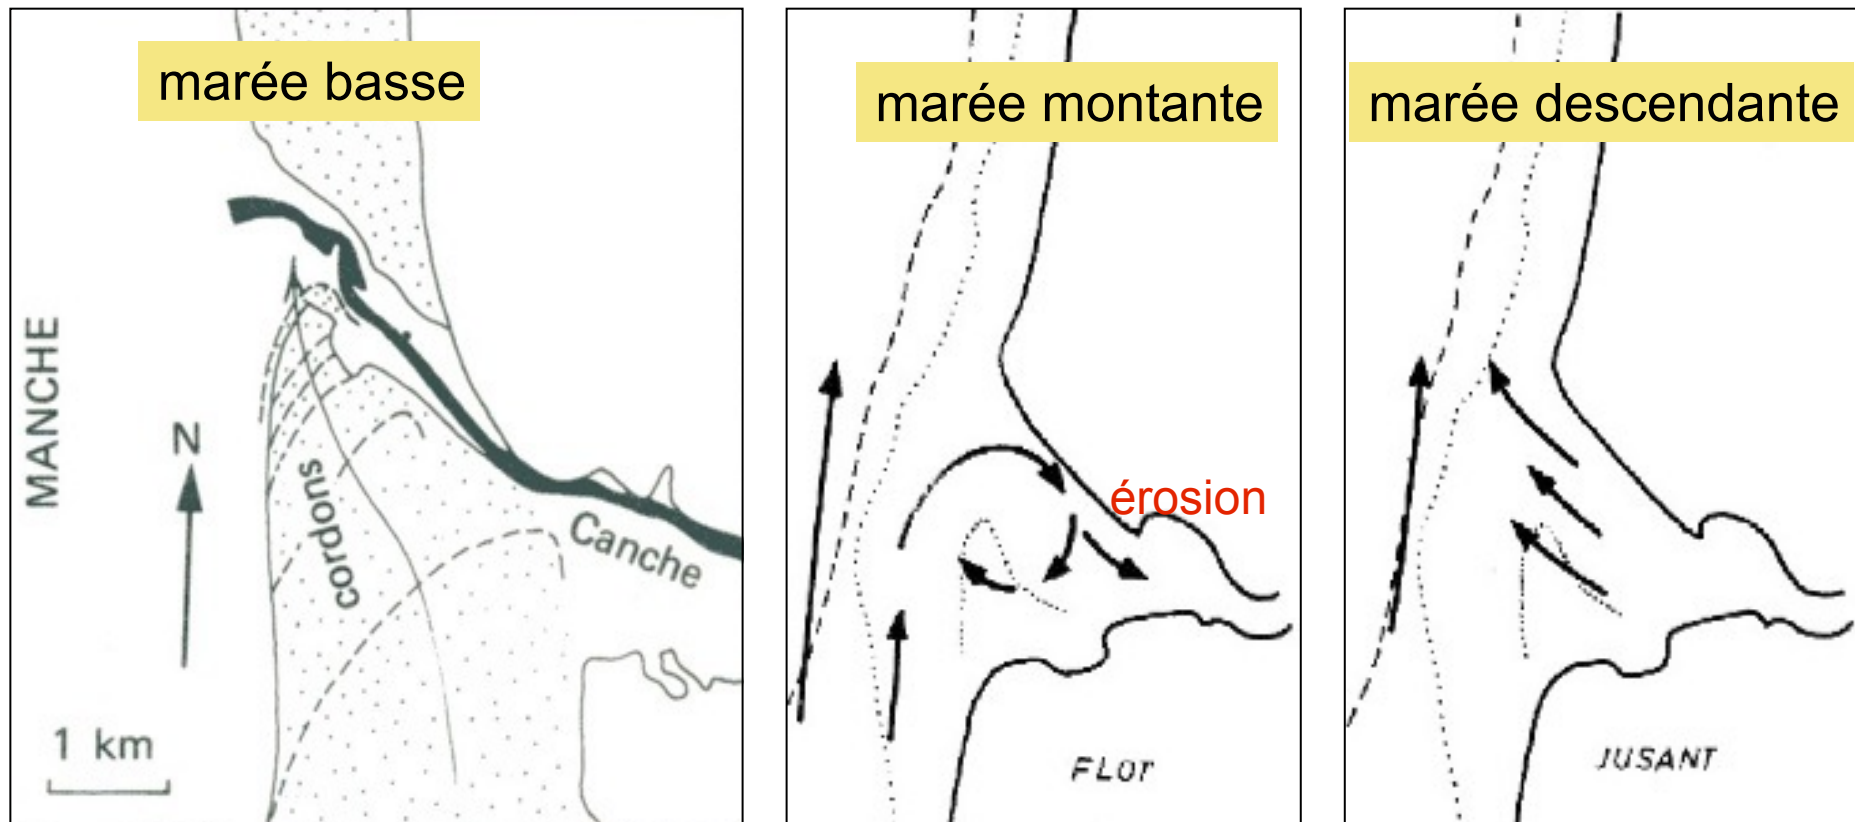 marée basse
MANCHE
N
cordons
Canche
1 km
marée montante
érosion
FLOT
marée descendante
JUSANT